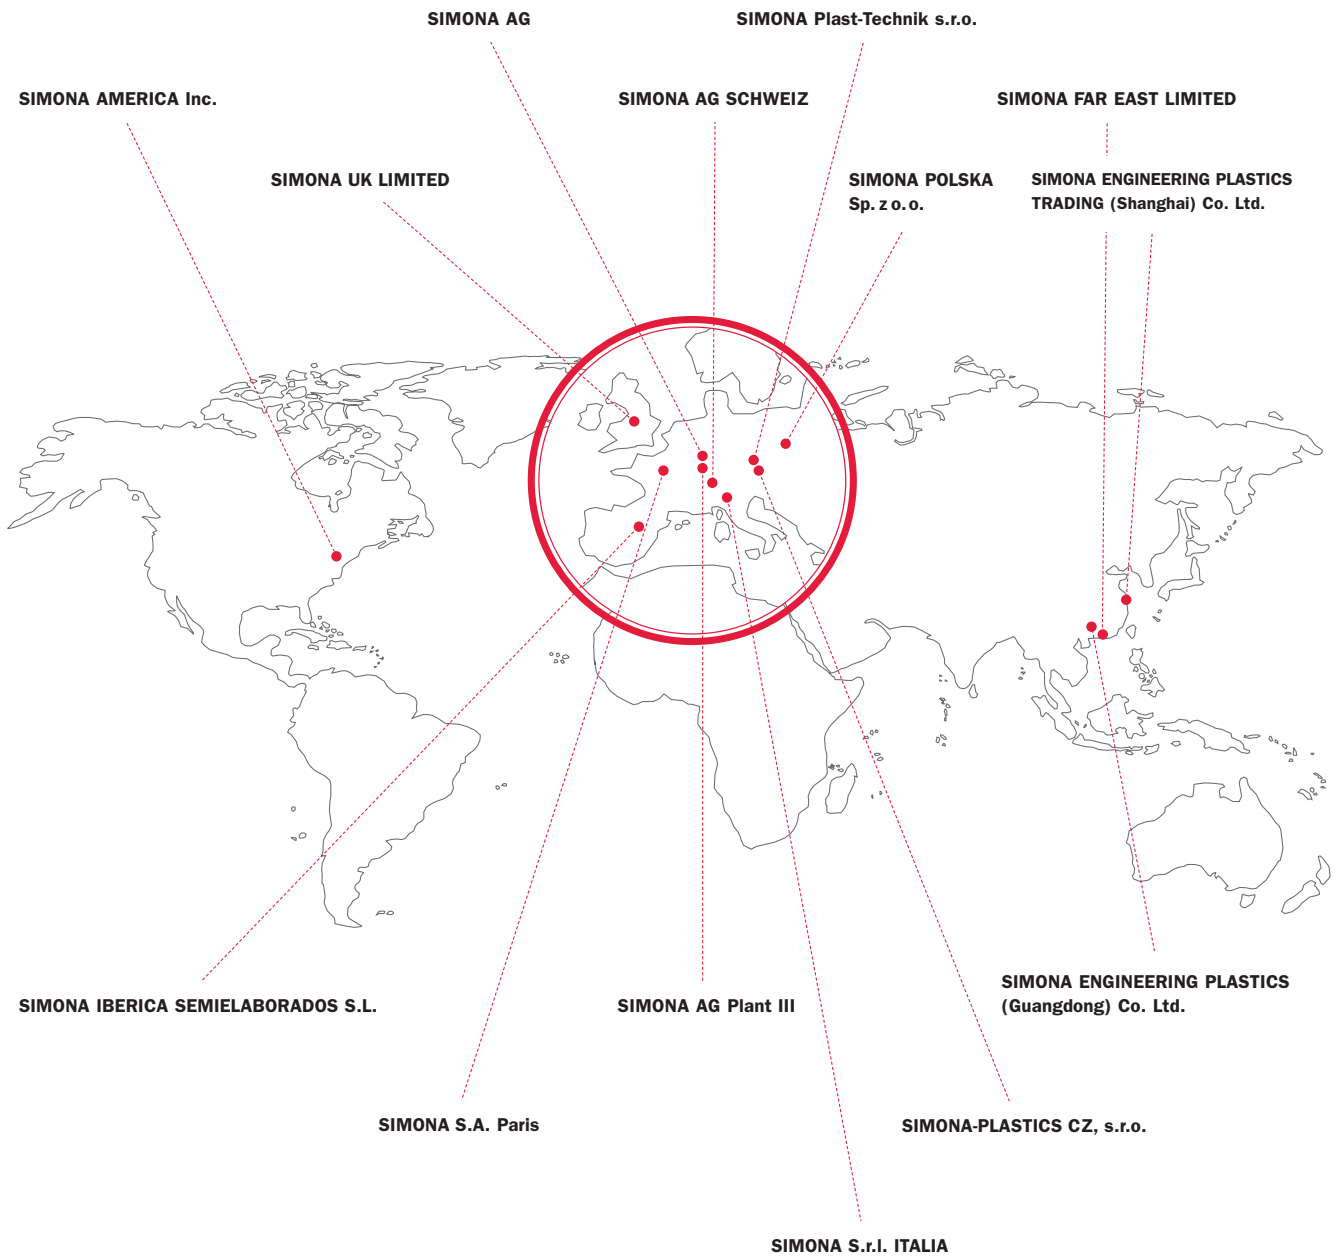 SIMONA AG
SIMONA Plast-Technik s.r.o.
SIMONA AMERICA Inc.
SIMONA AG SCHWEIZ
SIMONA FAR EAST LIMITED
SIMONA UK LIMITED
SIMONA POLSKA
Sp. z o. o.
SIMONA ENGINEERING PLASTICS
TRADING (Shanghai) Co. Ltd.
SIMONA IBERICA SEMIELABORADOS S.L.
SIMONA AG Plant III
SIMONA ENGINEERING PLASTICS
(Guangdong) Co. Ltd.
SIMONA S.A. Paris
SIMONA-PLASTICS CZ, s.r.o.
SIMONA S.r.l. ITALIA